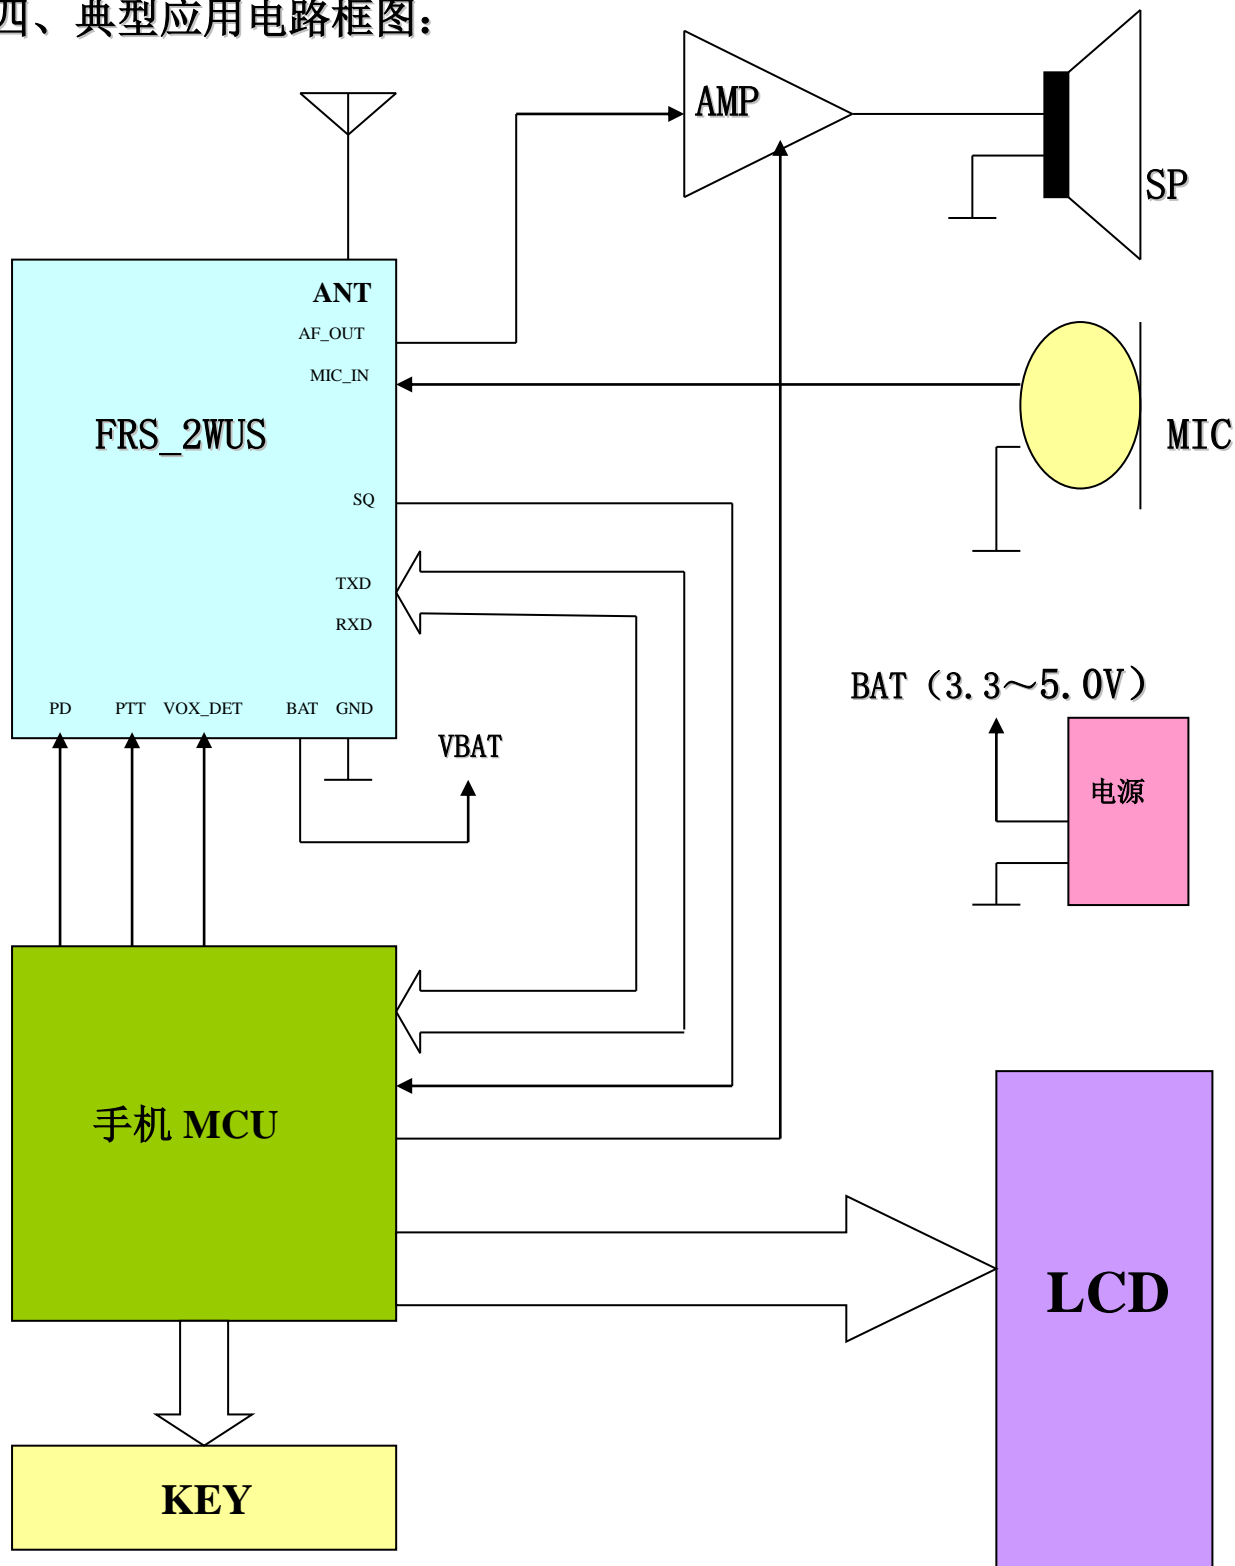 四、典型应用电路框图：
AMP
SP
ANT
AF_OUT
MIC_IN
FRS_2WUS
MIC
SQ
TXD
RXD
PD PTT VOX_DET BAT GND
BAT（3.3～5.0V）
VBAT
电源
手机 MCU
LCD
KEY